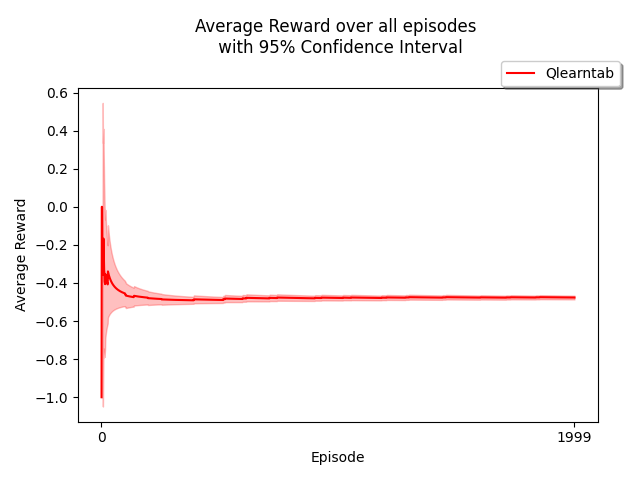 Average Reward over all episodes
with 95% Confidence Interval
Qlearntab
0.6
0.4
0.2
0.0
−0.2
−0.4
−0.6
−0.8
−1.0
Average Reward
0
1999
Episode